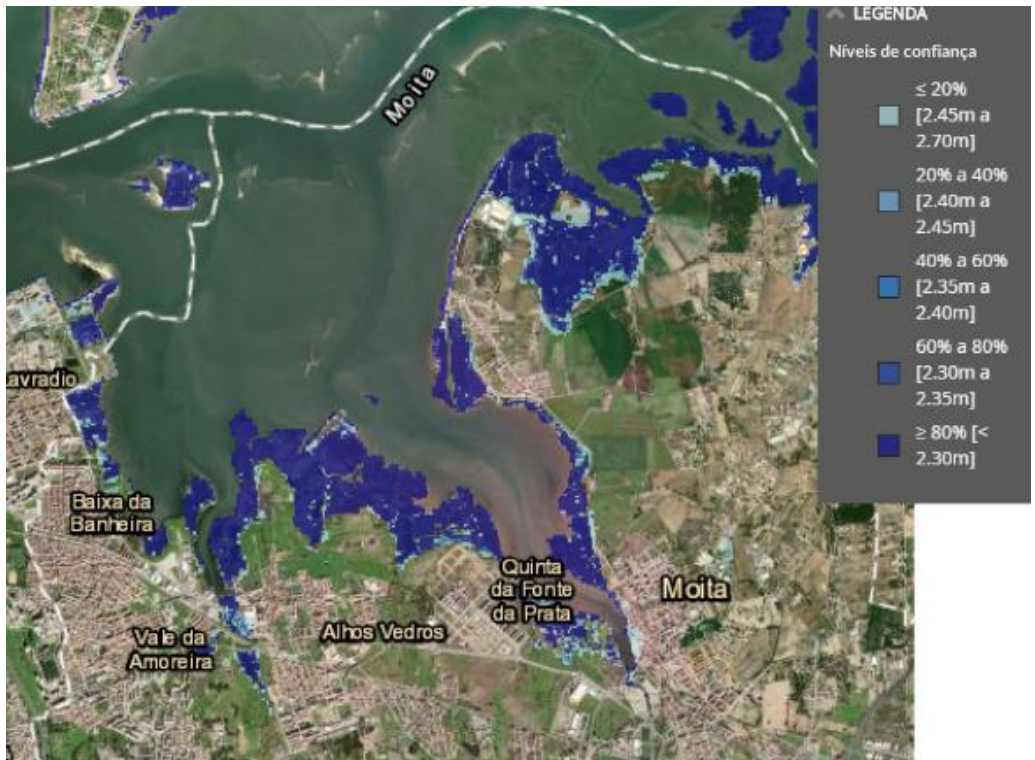 LEGENDA
Níveis de confiança
≤ 20%
[2.45m a
2.70m]
20% a 40%
[2.40m a
2.45m]
40% a 60%
[2.35m a
2.40m]
60% a 80%
[2.30m a
2.35m]
≥ 80% [<
2.30m]
Moita
Lavradio
Baixa da
Banheira
Vale da
Amoreira
Alhos Vedros
Quinta
da Fonte
da Prata
Moita